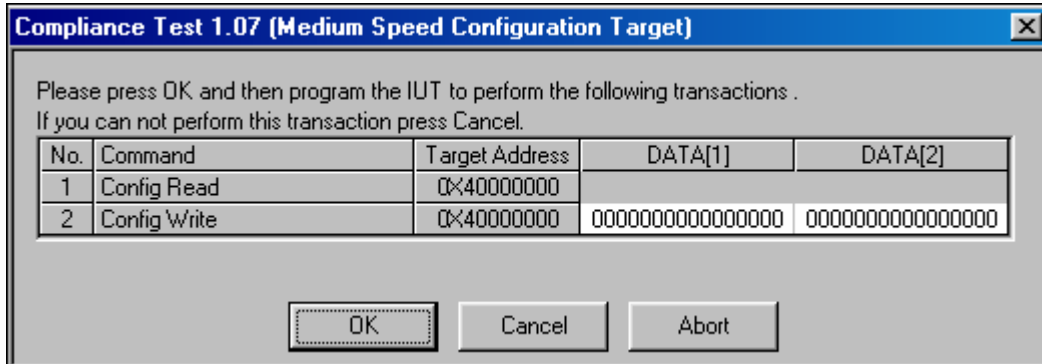 Compliance Test 1.07 (Medium Speed Configuration Target)
Please press OK and then program the IUT to perform the following transactions .
If you can not perform this transaction press Cancel.
No. Command Target Address DATA[1] DATA[2]
1 Config Read 0X40000000
2 Config Write 0X40000000 0000000000000000 0000000000000000
OK Cancel Abort